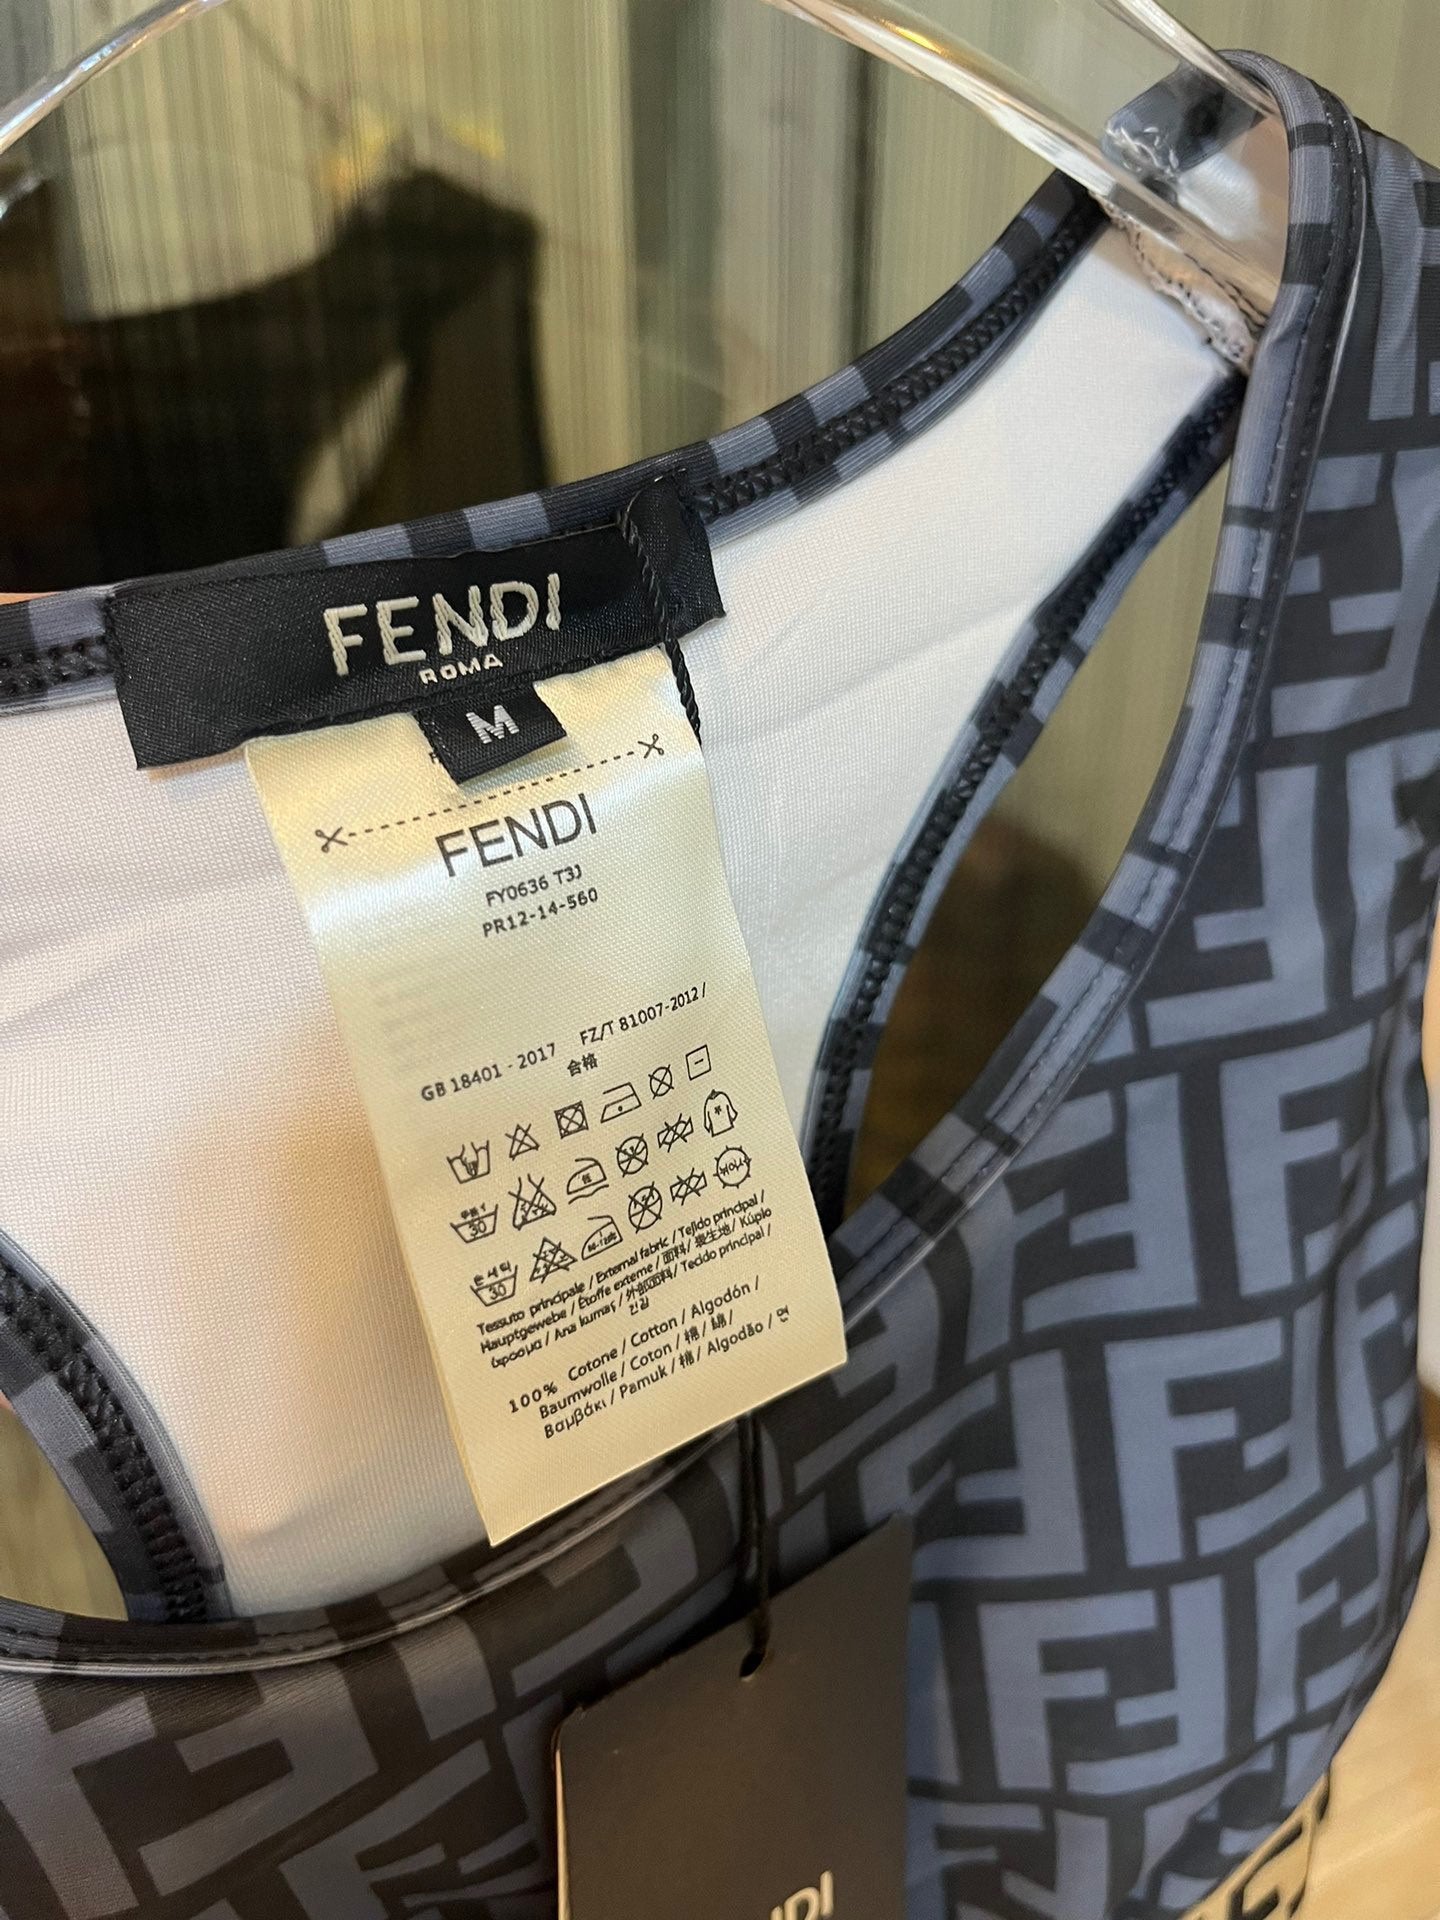 FENDI
ROMA
M
FENDI
FY0636 T3J
PR12-14-560
GB 18401 - 2017 FZ/T 81007-2012 /
合格
30
30
Tessuto principale / External fabric / Tejido principal /
Hauptgewebe / Étoffe externe / 面料 / 表生地 / Kúplo
ύφασμα / Ana kumaş / 外部面料 / Tecido principal /
겉감
100% Cotone / Cotton / Algodón /
Baumwolle / Coton / 棉 / 綿 /
Βαμβάκι / Pamuk / 棉 / Algodão / 면